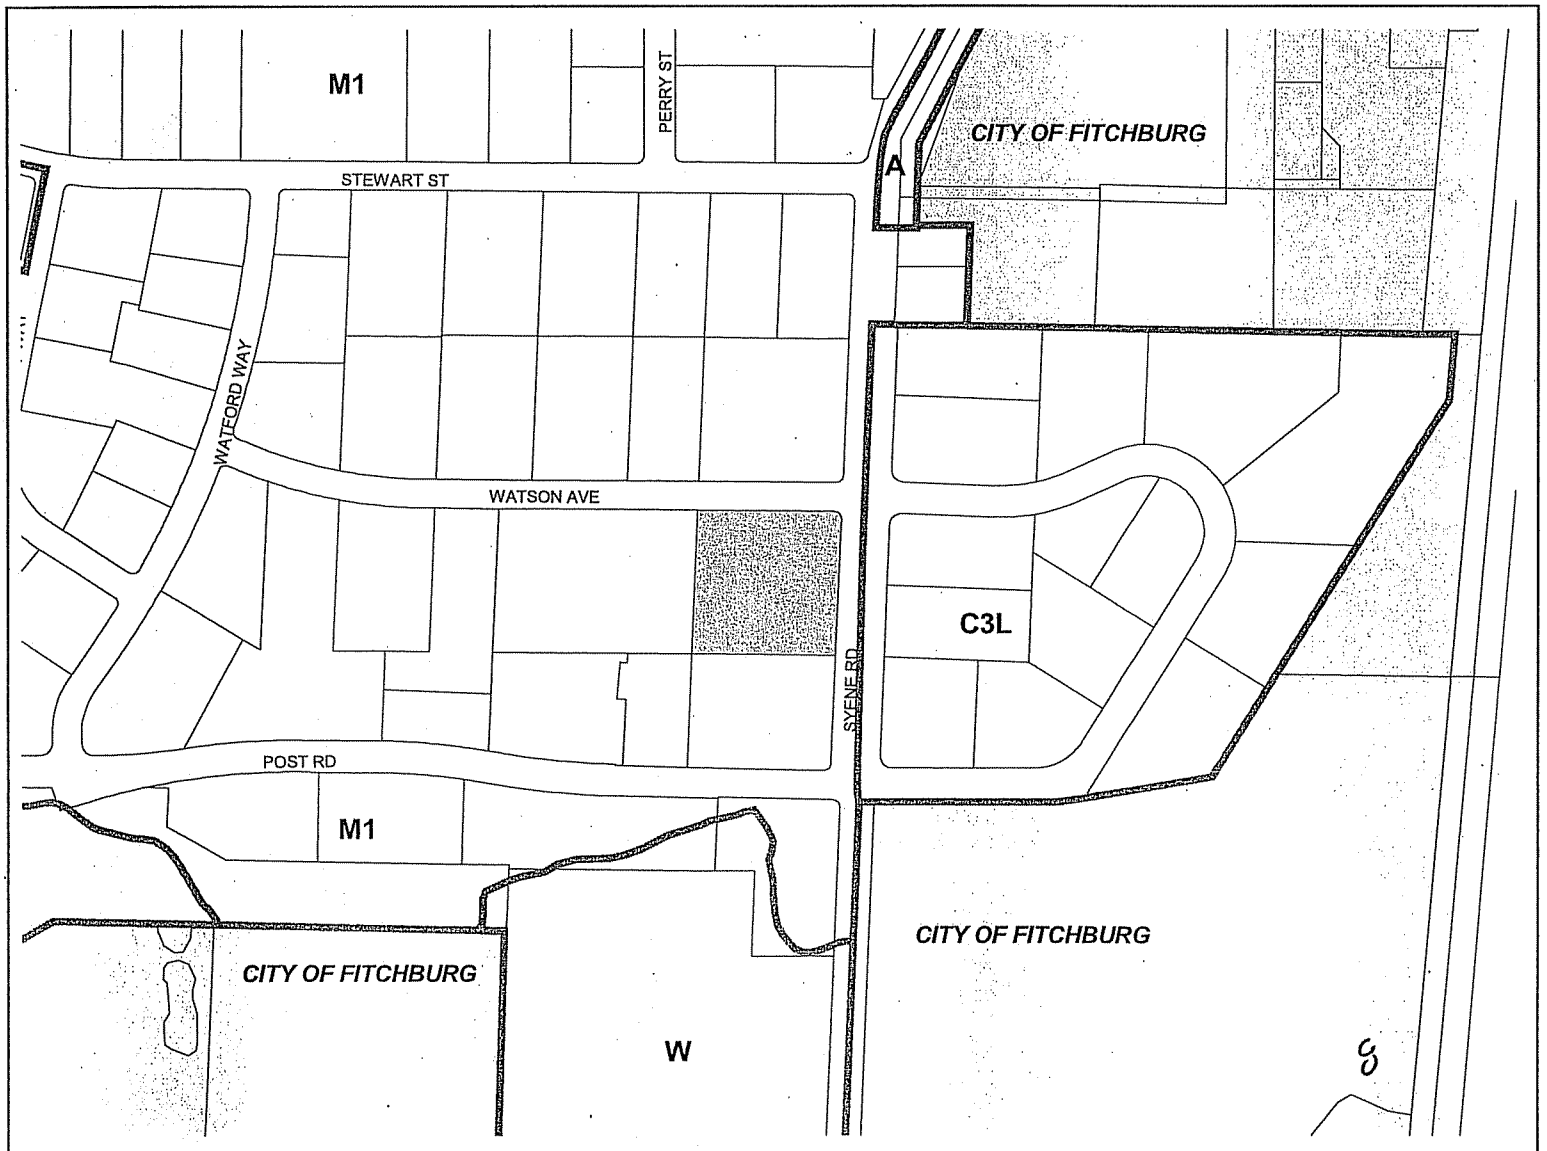 M1
PERRY ST
CITY OF FITCHBURG
A
STEWART ST
WATFORD WAY
WATSON AVE
C3L
SYENE RD
POST RD
M1
CITY OF FITCHBURG
CITY OF FITCHBURG
W